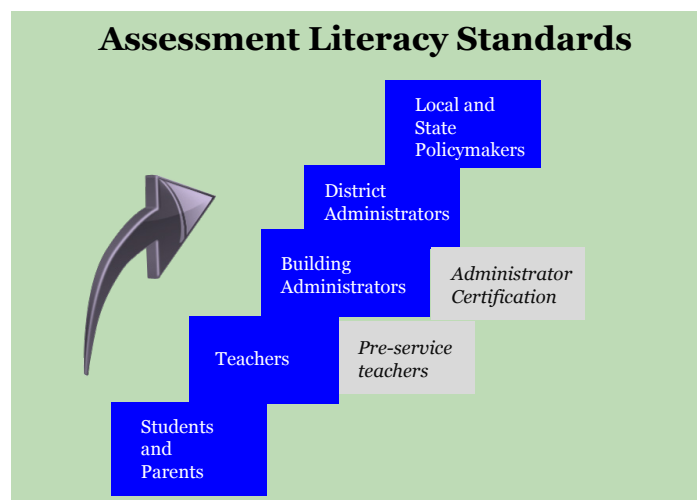 Assessment Literacy Standards
Local and
State
Policymakers
District
Administrators
Building
Administrators
Administrator
Certification
Teachers
Pre-service
teachers
Students
and
Parents